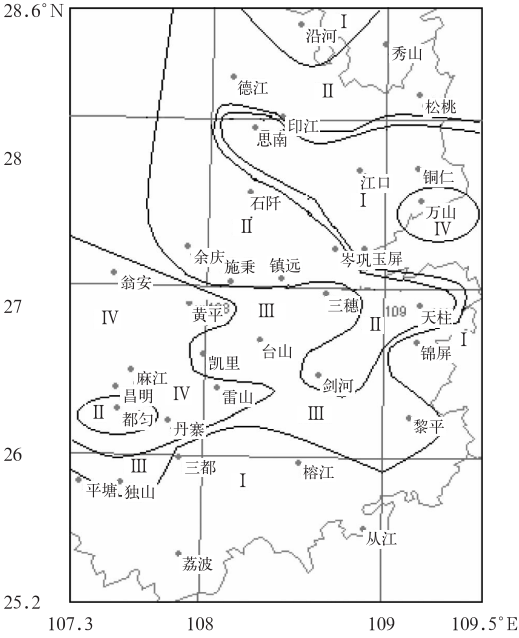 28.6°N
I
沿河
秀山
德江
II
松桃
印江
思南
28
江口
铜仁
石阡
I
万山
II
IV
余庆
岑巩玉屏
施秉
镇远
翁安
27
黄平
108
III
三穗
109
天柱
IV
II
I
台山
锦屏
凯里
麻江
昌明
IV
雷山
剑河
II
都匀
III
丹寨
黎平
26
III
三都
榕江
平塘
独山
I
从江
荔波
25.2
107.3
108
109
109.5°E